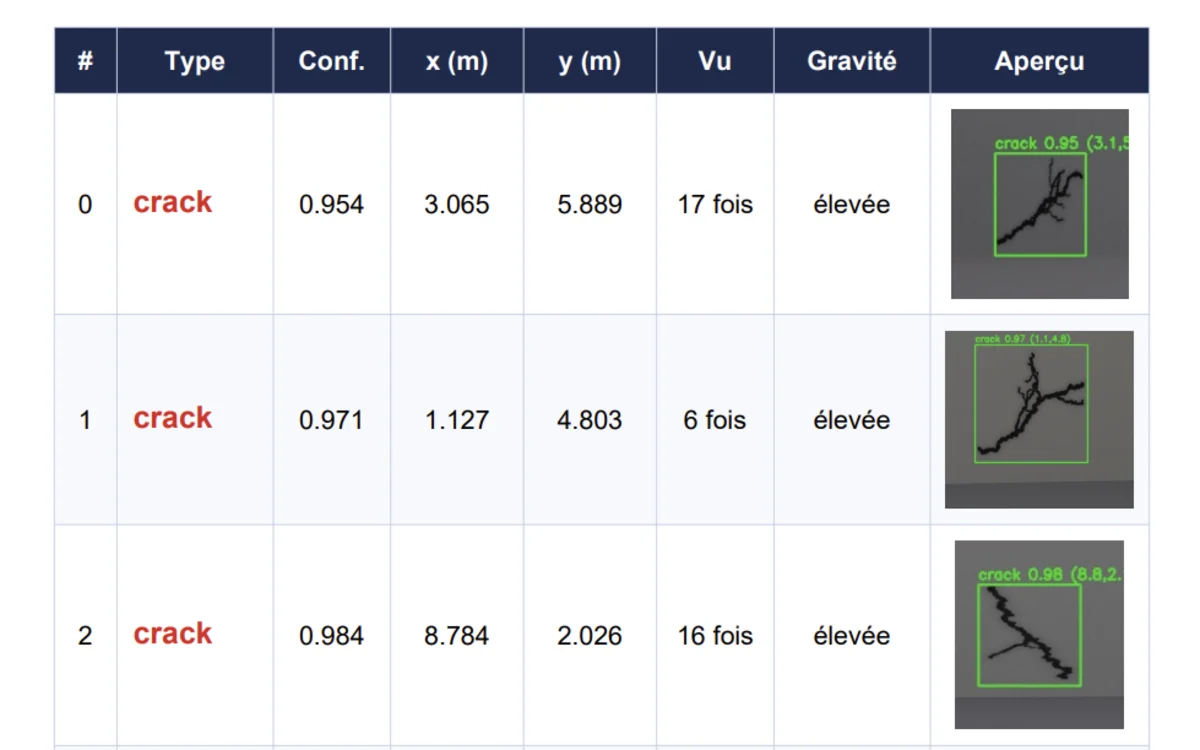 # Type Conf. x (m) y (m) Vu Gravité Aperçu
0 crack 0.954 3.065 5.889 17 fois élevée
crack 0.95 (3.1,5
1 crack 0.971 1.127 4.803 6 fois élevée
crack 0.97 (1.1,4.8)
2 crack 0.984 8.784 2.026 16 fois élevée
crack 0.98 (8.8,2.